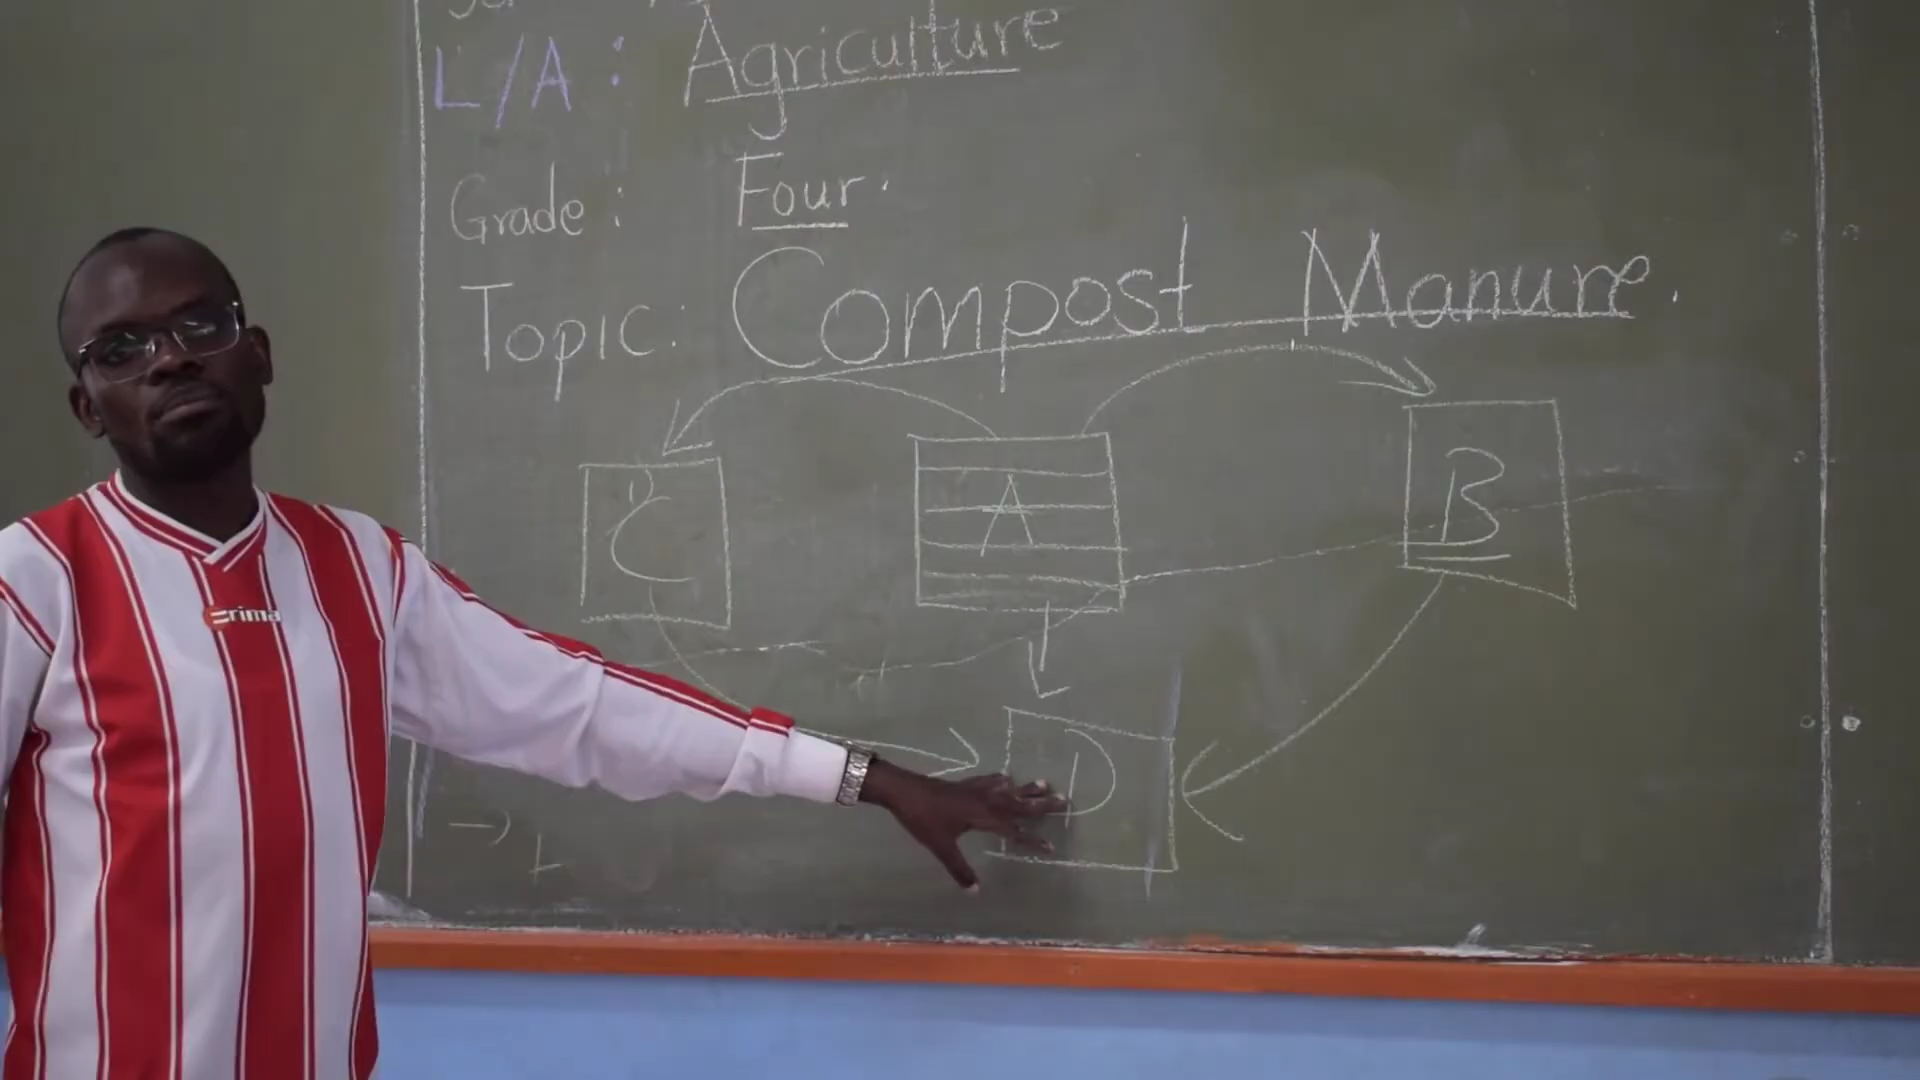 L/A: Agriculture
Grade: Four.
Topic: Compost Manure.
C A B
D
erima